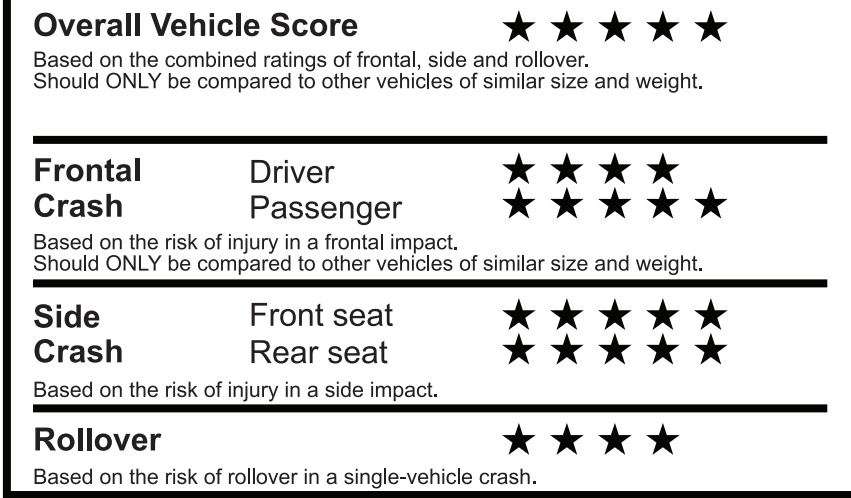 Overall Vehicle Score ★ ★ ★ ★ ★
Based on the combined ratings of frontal, side and rollover.
Should ONLY be compared to other vehicles of similar size and weight.
Frontal Driver ★ ★ ★ ★
Crash Passenger ★ ★ ★ ★ ★
Based on the risk of injury in a frontal impact.
Should ONLY be compared to other vehicles of similar size and weight.
Side Front seat ★ ★ ★ ★ ★
Crash Rear seat ★ ★ ★ ★ ★
Based on the risk of injury in a side impact.
Rollover ★ ★ ★ ★
Based on the risk of rollover in a single-vehicle crash.